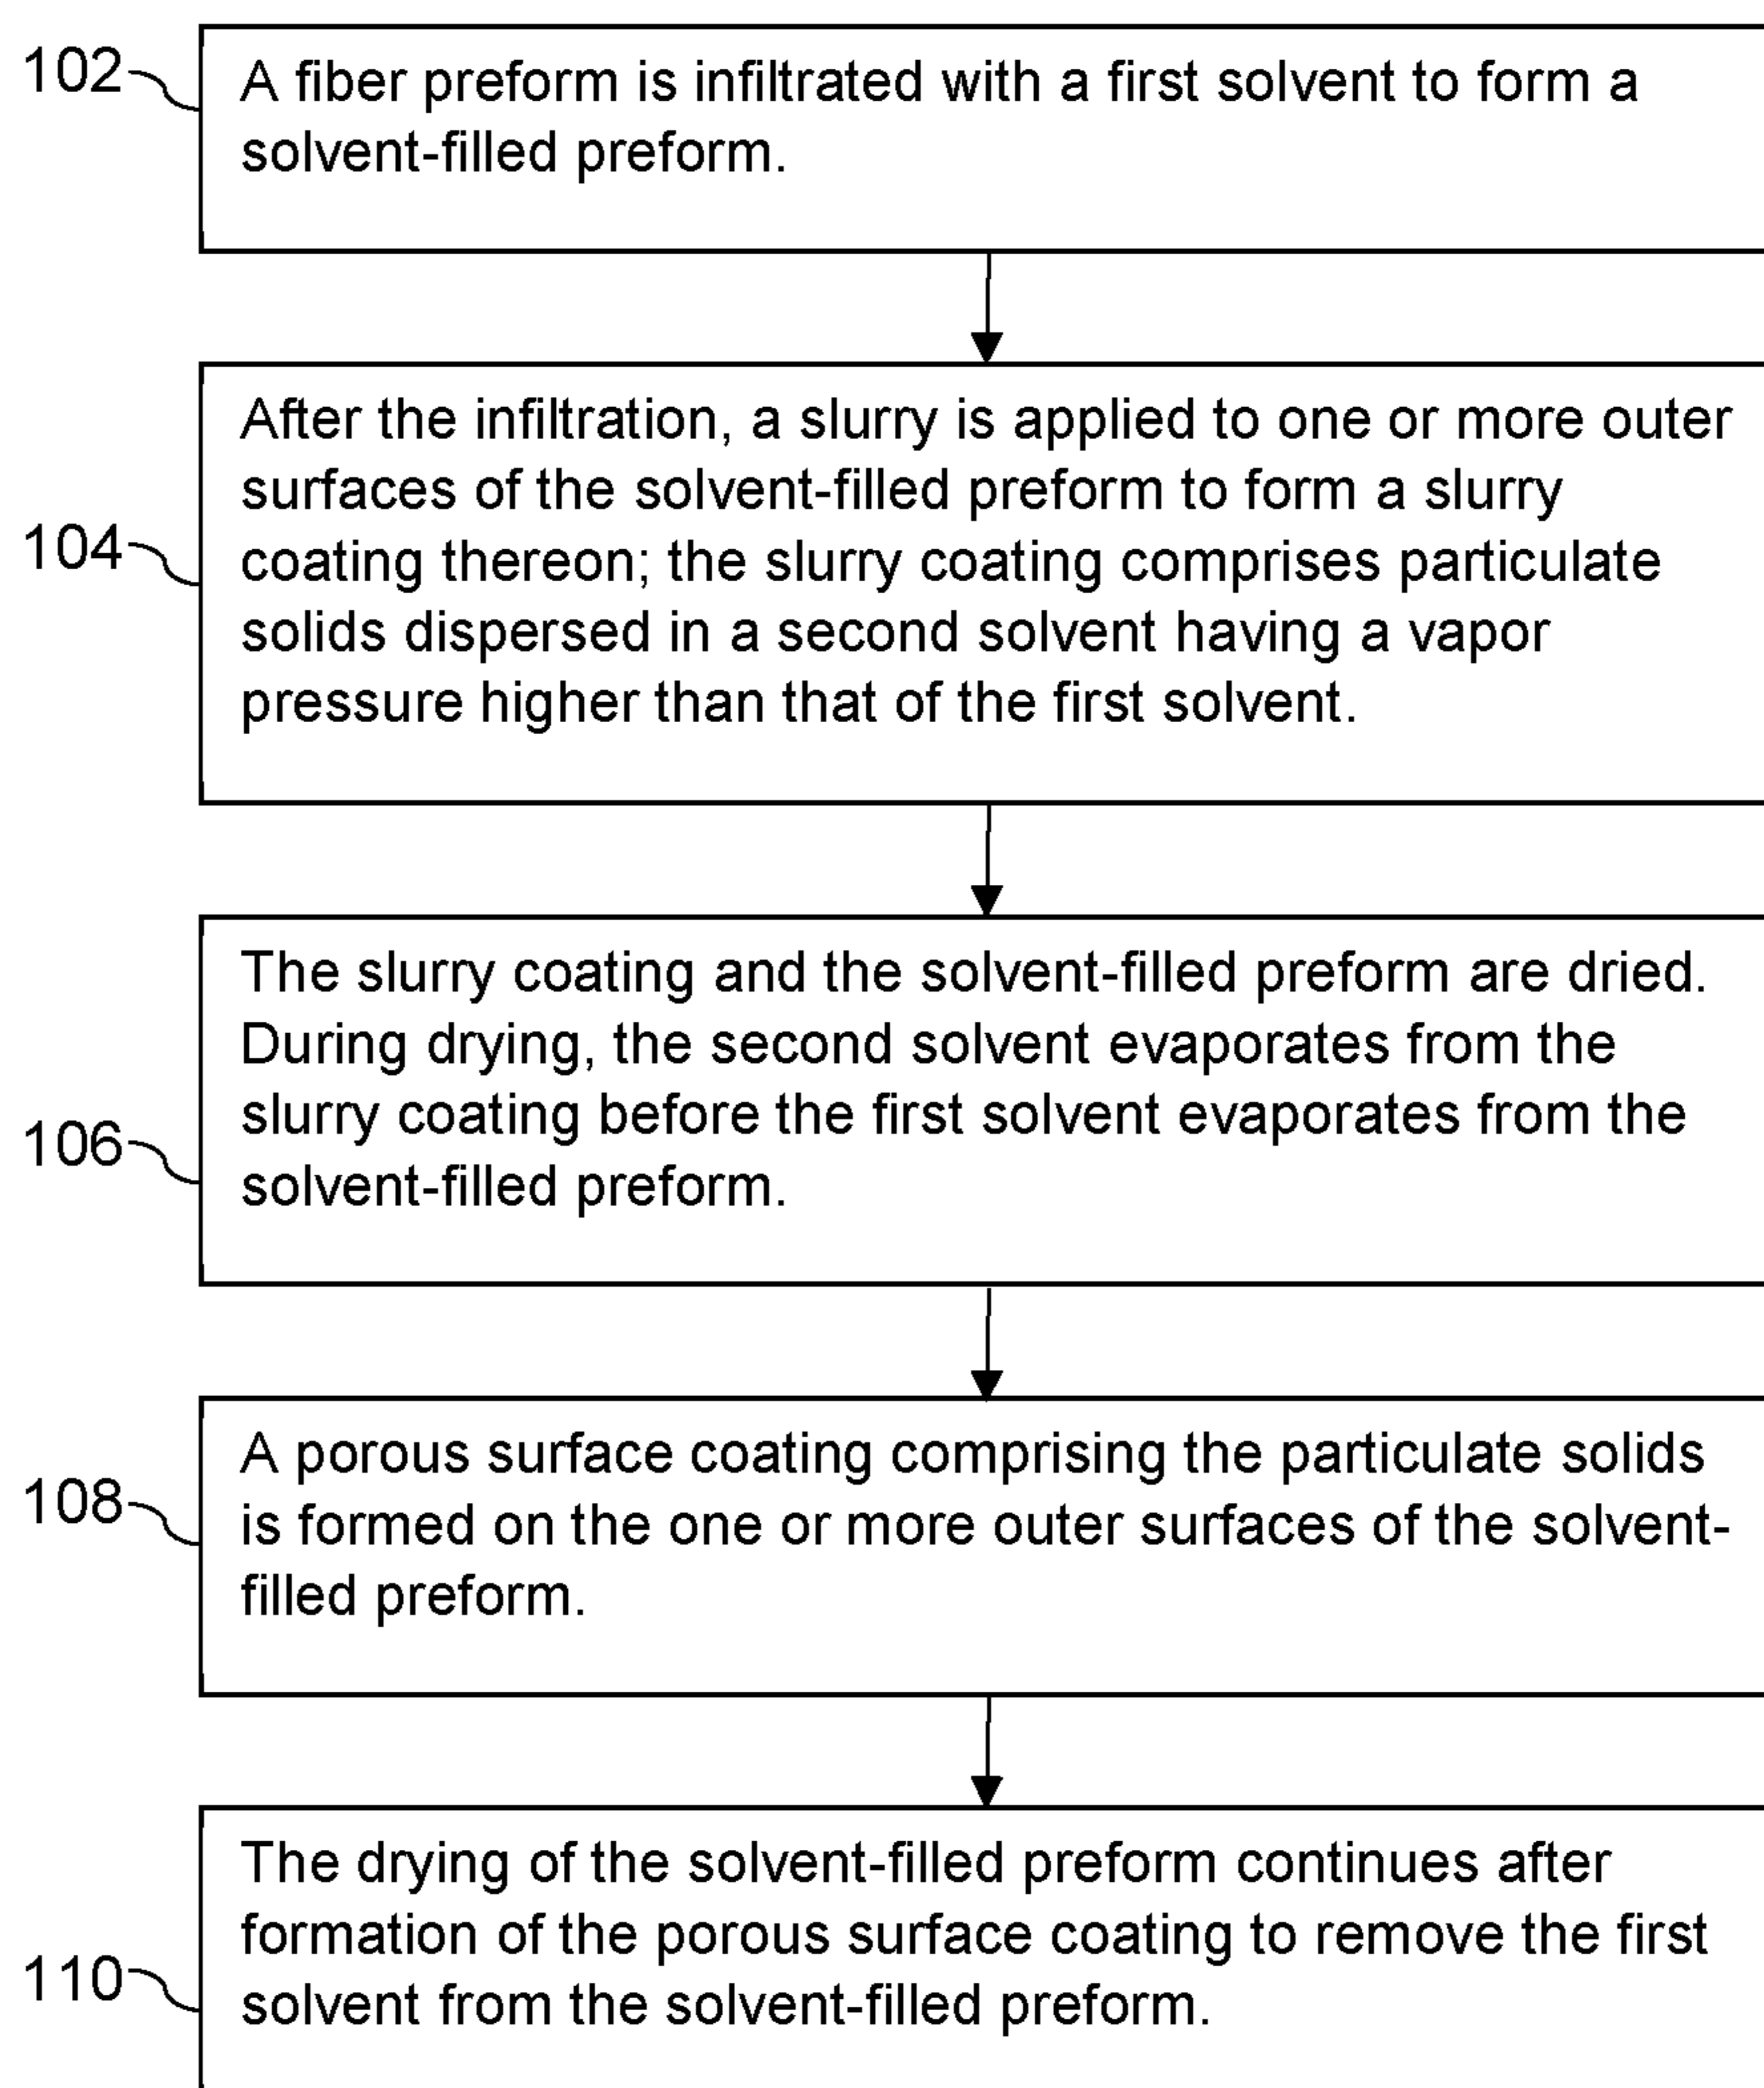 102
A fiber preform is infiltrated with a first solvent to form a
solvent-filled preform.
After the infiltration, a slurry is applied to one or more outer
surfaces of the solvent-filled preform to form a slurry
104
coating thereon; the slurry coating comprises particulate
solids dispersed in a second solvent having a vapor
pressure higher than that of the first solvent.
The slurry coating and the solvent-filled preform are dried.
During drying, the second solvent evaporates from the
106
slurry coating before the first solvent evaporates from the
solvent-filled preform.
A porous surface coating comprising the particulate solids
108
is formed on the one or more outer surfaces of the solvent-
filled preform.
The drying of the solvent-filled preform continues after
formation of the porous surface coating to remove the first
110
solvent from the solvent-filled preform.